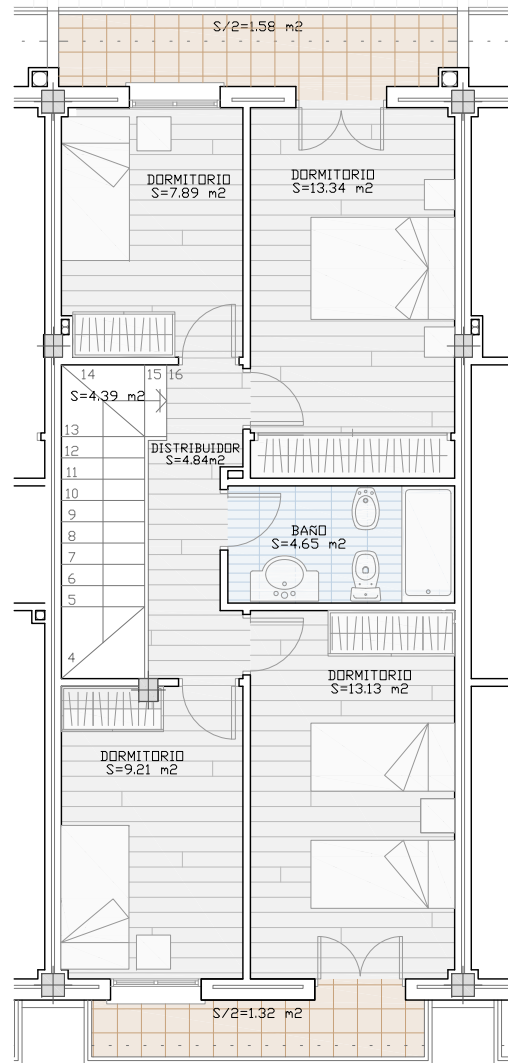 S/2=1.58 m2
DORMITORIO
S=7.89 m2
DORMITORIO
S=13.34 m2
14
15 16
S=4.39 m2
13
DISTRIBUIDOR
S=4.84m2
12
11
10
9
8
7
6
5
4
BAÑO
S=4.65 m2
DORMITORIO
S=13.13 m2
DORMITORIO
S=9.21 m2
S/2=1.32 m2